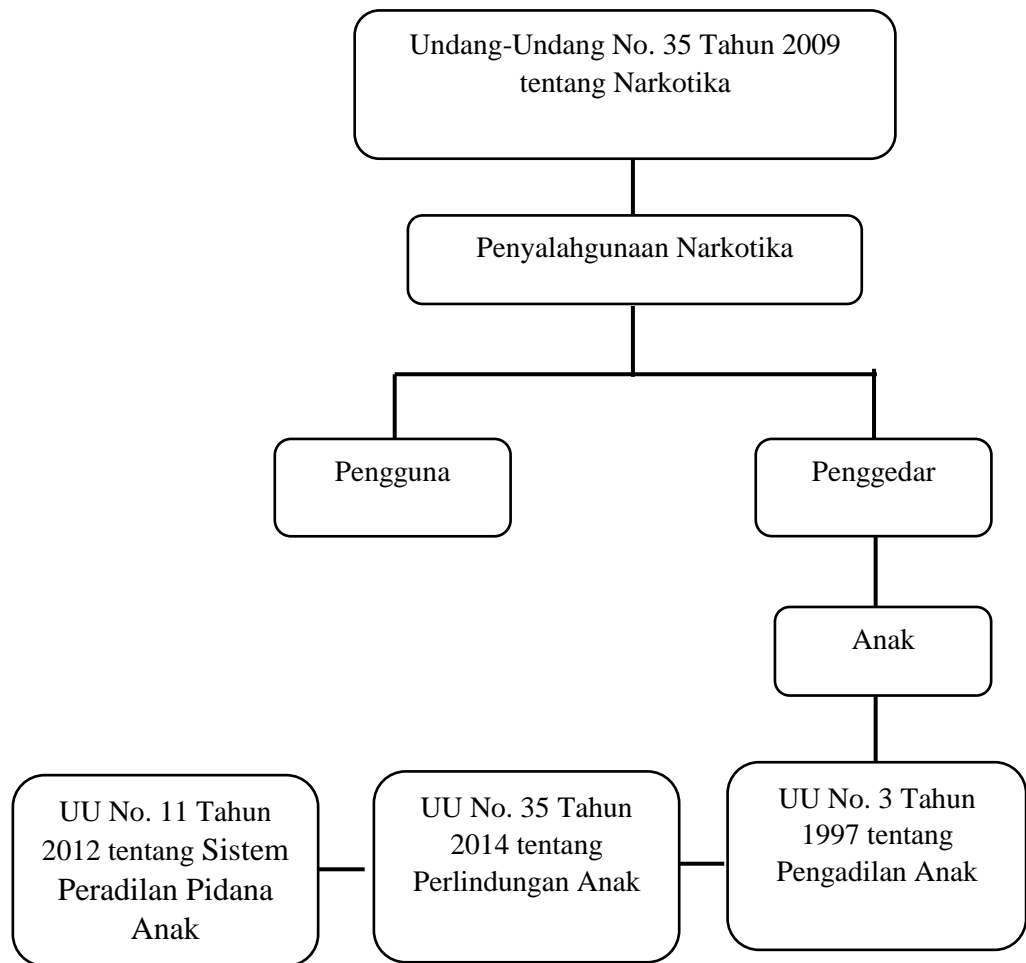 Undang-Undang No. 35 Tahun 2009
tentang Narkotika
Penyalahgunaan Narkotika
Pengguna
Penggedar
Anak
UU No. 11 Tahun
2012 tentang Sistem
Peradilan Pidana
Anak
UU No. 35 Tahun
2014 tentang
Perlindungan Anak
UU No. 3 Tahun
1997 tentang
Pengadilan Anak